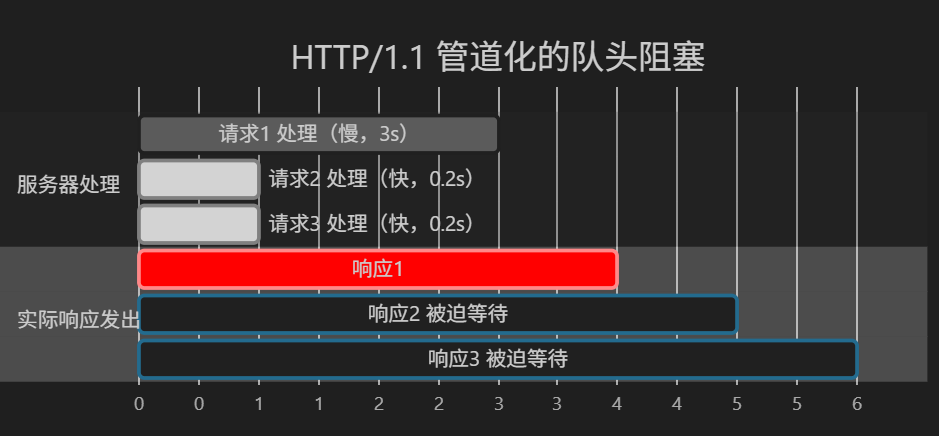 HTTP/1.1 管道化的队头阻塞
请求1 处理（慢，3s）
服务器处理
请求2 处理（快，0.2s）
请求3 处理（快，0.2s）
响应1
实际响应发出
响应2 被迫等待
响应3 被迫等待
0 0 1 1 2 2 3 3 4 4 5 5 6